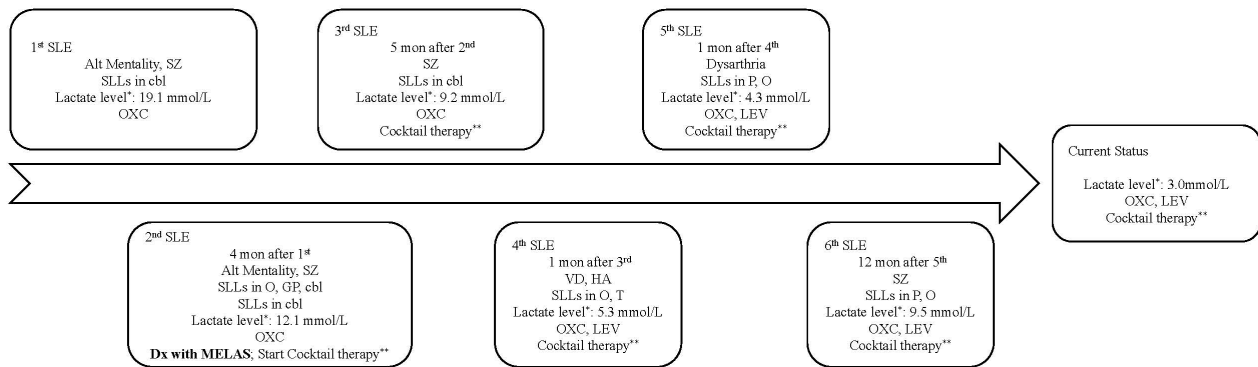 1st SLE
Alt Mentality, SZ
SLLs in cbl
Lactate level*: 19.1 mmol/L
OXC
3rd SLE
5 mon after 2nd
SZ
SLLs in cbl
Lactate level*: 9.2 mmol/L
OXC
Cocktail therapy**
5th SLE
1 mon after 4th
Dysarthria
SLLs in P, O
Lactate level*: 4.3 mmol/L
OXC, LEV
Cocktail therapy**
Current Status
Lactate level*: 3.0mmol/L
OXC, LEV
Cocktail therapy**
2nd SLE
4 mon after 1st
Alt Mentality, SZ
SLLs in O, GP, cbl
SLLs in cbl
Lactate level*: 12.1 mmol/L
OXC
Dx with MELAS; Start Cocktail therapy**
4th SLE
1 mon after 3rd
VD, HA
SLLs in O, T
Lactate level*: 5.3 mmol/L
OXC, LEV
Cocktail therapy**
6th SLE
12 mon after 5th
SZ
SLLs in P, O
Lactate level*: 9.5 mmol/L
OXC, LEV
Cocktail therapy**